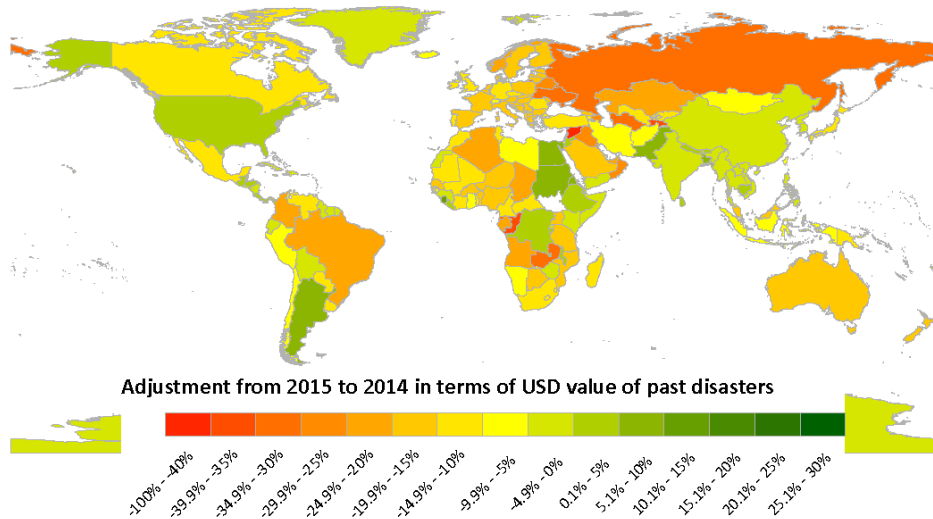 Adjustment from 2015 to 2014 in terms of USD value of past disasters
-100% - -40%
-39.9% - -35%
-34.9% - -30%
-29.9% - -25%
-24.9% - -20%
-19.9% - -15%
-14.9% - -10%
-9.9% - -5%
-4.9% - -0%
0.1% - 5%
5.1% - 10%
10.1% - 15%
15.1% - 20%
20.1% - 25%
25.1% - 30%